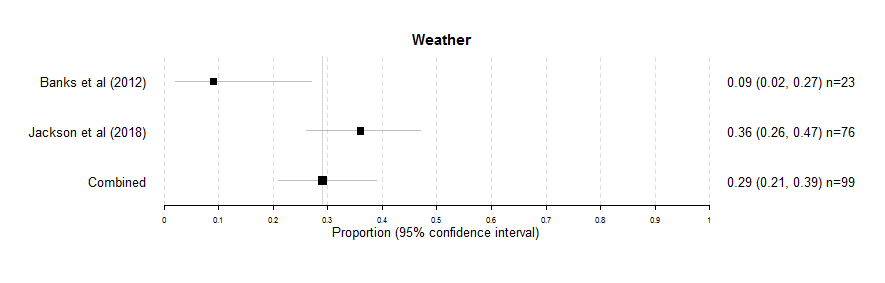 Weather
Banks et al (2012) 0.09 (0.02, 0.27) n=23
Jackson et al (2018) 0.36 (0.26, 0.47) n=76
Combined 0.29 (0.21, 0.39) n=99
0 0.1 0.2 0.3 0.4 0.5 0.6 0.7 0.8 0.9 1
Proportion (95% confidence interval)